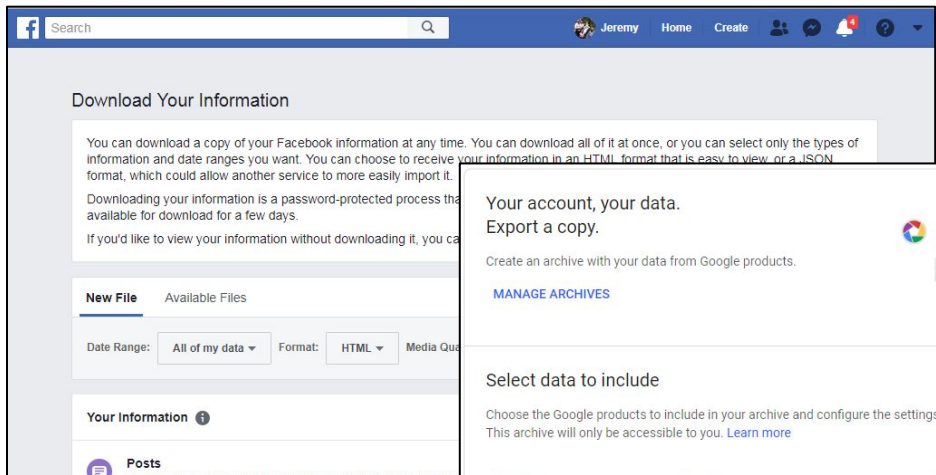 f
Search
Jeremy Home Create 4 ?
Download Your Information
You can download a copy of your Facebook information at any time. You can download all of it at once, or you can select only the types of
information and date ranges you want. You can choose to receive your information in an HTML format that is easy to view, or a JSON
format, which could allow another service to more easily import it.
Downloading your information is a password-protected process tha
available for download for a few days.
If you'd like to view your information without downloading it, you ca
New File Available Files
Date Range: All of my data Format: HTML Media Qua
Your Information i
Posts
Your account, your data.
Export a copy.
Create an archive with your data from Google products.
MANAGE ARCHIVES
Select data to include
Choose the Google products to include in your archive and configure the settings
This archive will only be accessible to you. Learn more